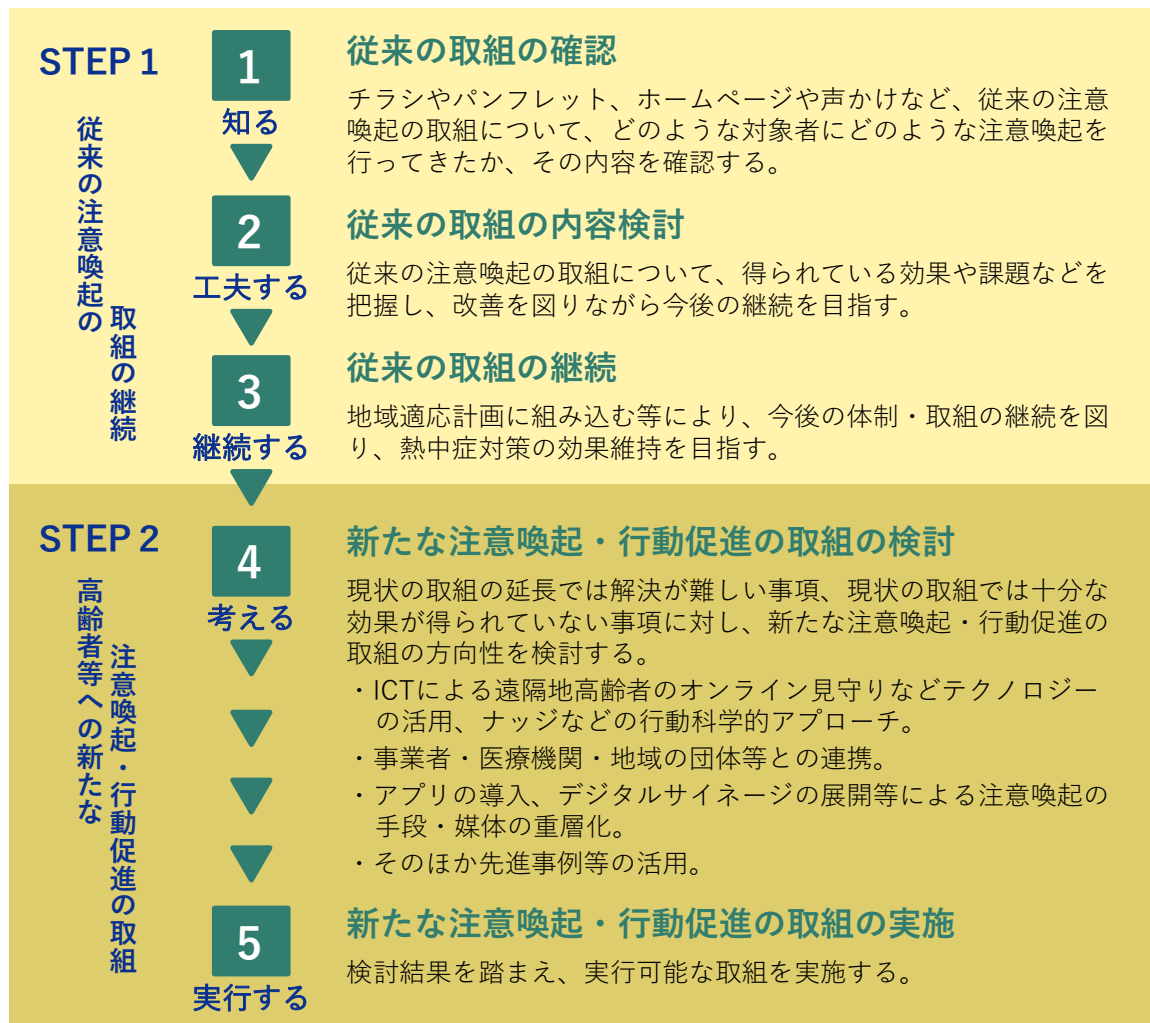 STEP 1
従来の注意喚起の
取組の継続
1
知る
従来の取組の確認
チラシやパンフレット、ホームページや声かけなど、従来の注意
喚起の取組について、どのような対象者にどのような注意喚起を
行ってきたか、その内容を確認する。
2
工夫する
従来の取組の内容検討
従来の注意喚起の取組について、得られている効果や課題などを
把握し、改善を図りながら今後の継続を目指す。
3
継続する
従来の取組の継続
地域適応計画に組み込む等により、今後の体制・取組の継続を図
り、熱中症対策の効果維持を目指す。
STEP 2
高齢者等への新たな
注意喚起・行動促進の取組
4
考える
新たな注意喚起・行動促進の取組の検討
現状の取組の延長では解決が難しい事項、現状の取組では十分な
効果が得られていない事項に対し、新たな注意喚起・行動促進の
取組の方向性を検討する。
・ICTによる遠隔地高齢者のオンライン見守りなどテクノロジー
の活用、ナッジなどの行動科学的アプローチ。
・事業者・医療機関・地域の団体等との連携。
・アプリの導入、デジタルサイネージの展開等による注意喚起の
手段・媒体の重層化。
・そのほか先進事例等の活用。
5
実行する
新たな注意喚起・行動促進の取組の実施
検討結果を踏まえ、実行可能な取組を実施する。